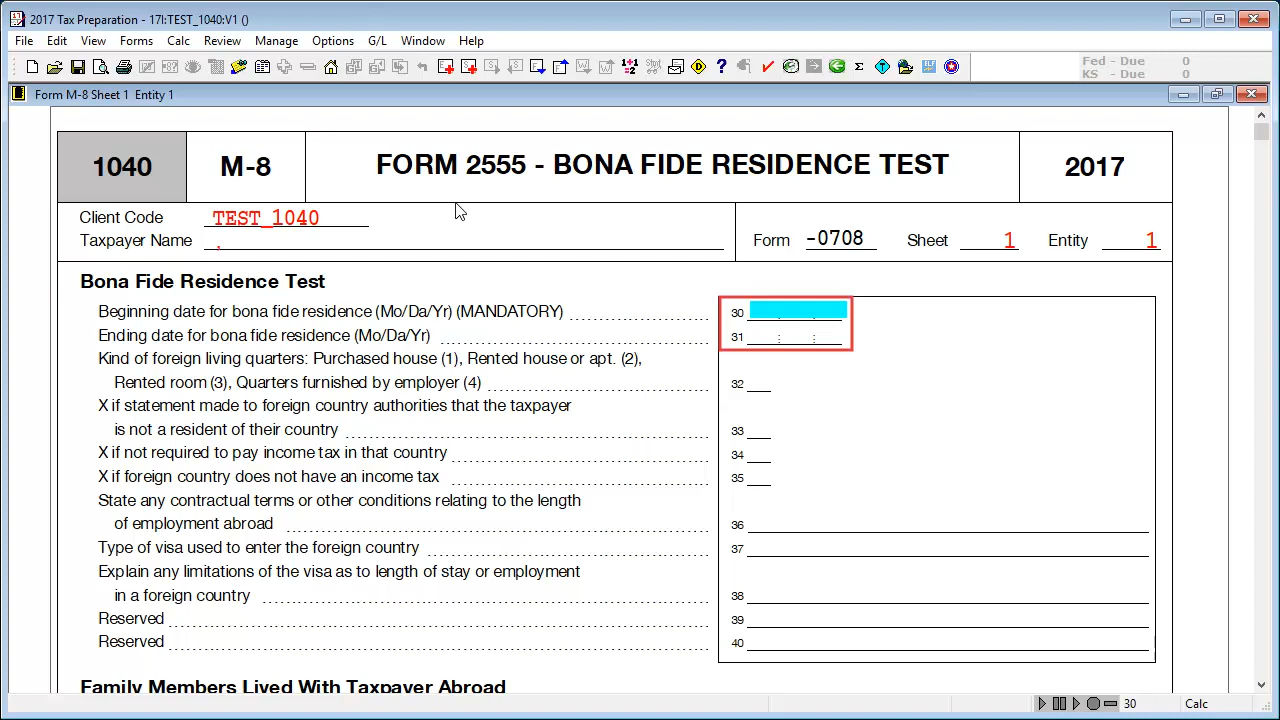 2017 Tax Preparation - 17I:TEST_1040:V1 ()
File Edit View Forms Calc Review Manage Options G/L Window Help
Fed - Due 0
KS - Due 0
Form M-8 Sheet 1 Entity 1
1040 M-8 FORM 2555 - BONA FIDE RESIDENCE TEST 2017
Client Code TEST_1040
Taxpayer Name , Form -0708 Sheet 1 Entity 1
Bona Fide Residence Test
Beginning date for bona fide residence (Mo/Da/Yr) (MANDATORY) 30
Ending date for bona fide residence (Mo/Da/Yr) 31
Kind of foreign living quarters: Purchased house (1), Rented house or apt. (2),
Rented room (3), Quarters furnished by employer (4) 32
X if statement made to foreign country authorities that the taxpayer
is not a resident of their country 33
X if not required to pay income tax in that country 34
X if foreign country does not have an income tax 35
State any contractual terms or other conditions relating to the length
of employment abroad 36
Type of visa used to enter the foreign country 37
Explain any limitations of the visa as to length of stay or employment
in a foreign country 38
Reserved 39
Reserved 40
Family Members Lived With Taxpayer Abroad
30 Calc